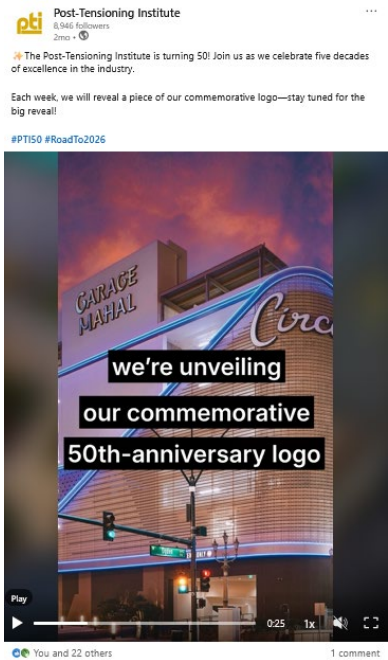 pti
Post-Tensioning Institute
8,946 followers
2mo •
✨The Post-Tensioning Institute is turning 50! Join us as we celebrate five decades
of excellence in the industry.
Each week, we will reveal a piece of our commemorative logo—stay tuned for the
big reveal!
#PTI50 #RoadTo2026
GARAGE
MAHAL
Circ
we're unveiling
our commemorative
50th-anniversary logo
Play
0:25 1x
You and 22 others 1 comment